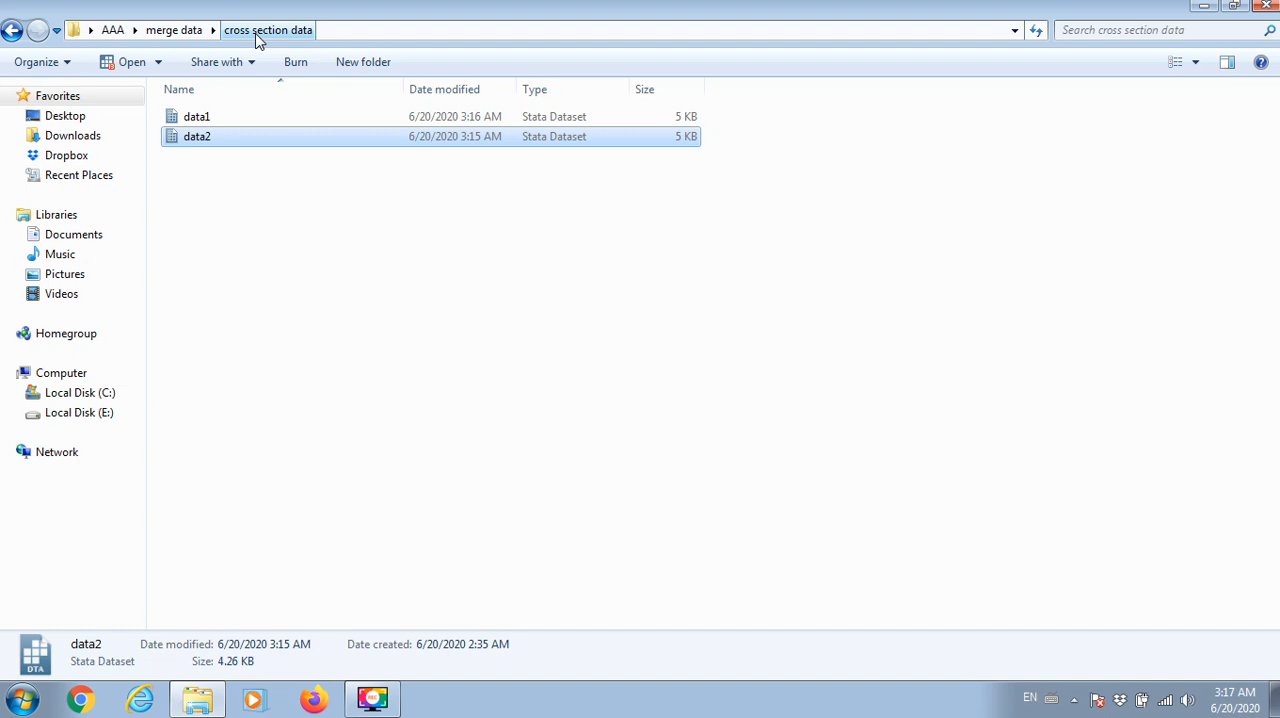 AAA merge data cross section data Search cross section data
Organize Open Share with Burn New folder
Name Date modified Type Size
data1 6/20/2020 3:16 AM Stata Dataset 5 KB
data2 6/20/2020 3:15 AM Stata Dataset 5 KB
Favorites
Desktop
Downloads
Dropbox
Recent Places
Libraries
Documents
Music
Pictures
Videos
Homegroup
Computer
Local Disk (C:)
Local Disk (E:)
Network
data2 Date modified: 6/20/2020 3:15 AM Date created: 6/20/2020 2:35 AM
Stata Dataset Size: 4.26 KB
DTA
REC
EN
3:17 AM
6/20/2020